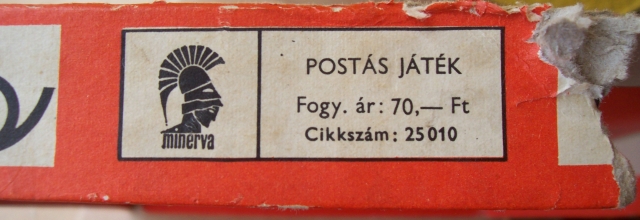 minerva
POSTÁS JÁTÉK
Fogy. ár: 70,— Ft
Cikkszám: 25010